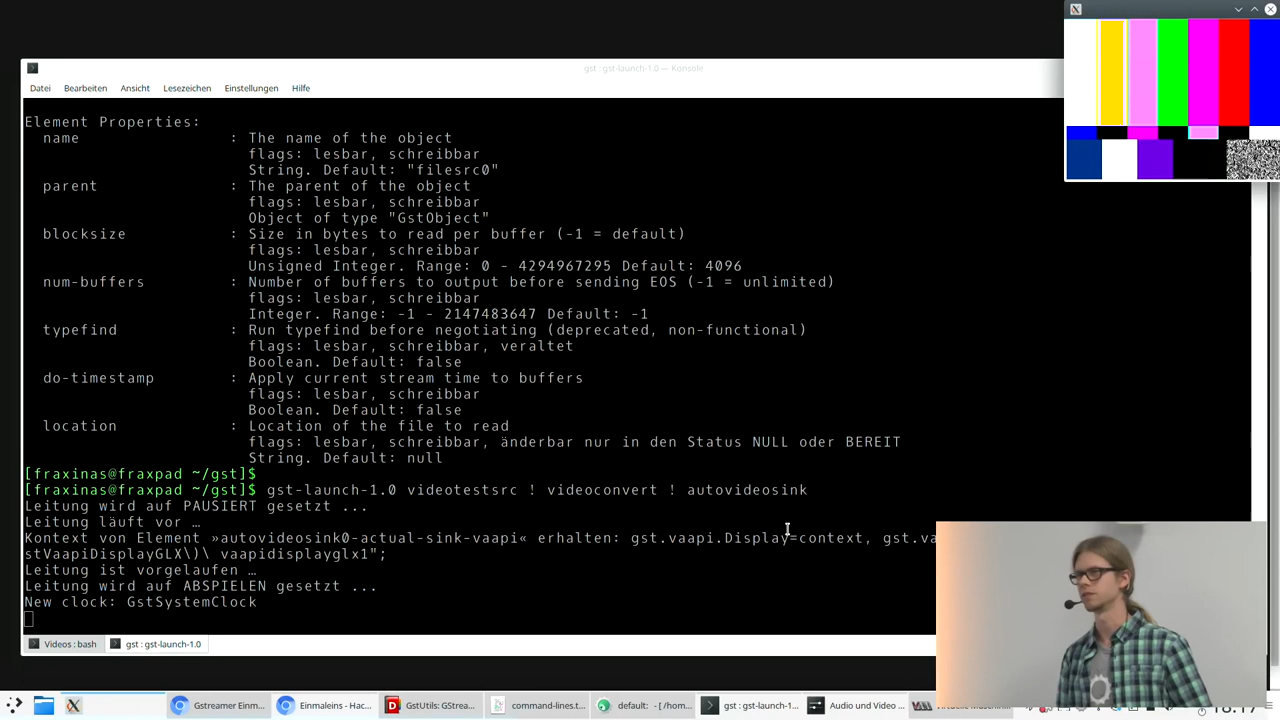 gst : gst-launch-1.0 — Konsole
Datei Bearbeiten Ansicht Lesezeichen Einstellungen Hilfe
Element Properties:
name : The name of the object
flags: lesbar, schreibbar
String. Default: "filesrc0"
parent : The parent of the object
flags: lesbar, schreibbar
Object of type "GstObject"
blocksize : Size in bytes to read per buffer (-1 = default)
flags: lesbar, schreibbar
Unsigned Integer. Range: 0 - 4294967295 Default: 4096
num-buffers : Number of buffers to output before sending EOS (-1 = unlimited)
flags: lesbar, schreibbar
Integer. Range: -1 - 2147483647 Default: -1
typefind : Run typefind before negotiating (deprecated, non-functional)
flags: lesbar, schreibbar, veraltet
Boolean. Default: false
do-timestamp : Apply current stream time to buffers
flags: lesbar, schreibbar
Boolean. Default: false
location : Location of the file to read
flags: lesbar, schreibbar, änderbar nur in den Status NULL oder BEREIT
String. Default: null
[fraxinas@fraxpad ~/gst]$
[fraxinas@fraxpad ~/gst]$ gst-launch-1.0 videotestsrc ! videoconvert ! autovideosink
Leitung wird auf PAUSIERT gesetzt ...
Leitung läuft vor …
Kontext von Element »autovideosink0-actual-sink-vaapi« erhalten: gst.vaapi.Display=context, gst.va
stVaapiDisplayGLX\)\ vaapidisplayglx1";
Leitung ist vorgelaufen …
Leitung wird auf ABSPIELEN gesetzt ...
New clock: GstSystemClock
Videos : bash gst : gst-launch-1.0
Gstreamer Einm... Einmaleins - Hac... GstUtils: GStrea... command-lines.t... default: - [ /hom... gst : gst-launch-1... Audio und Video ...